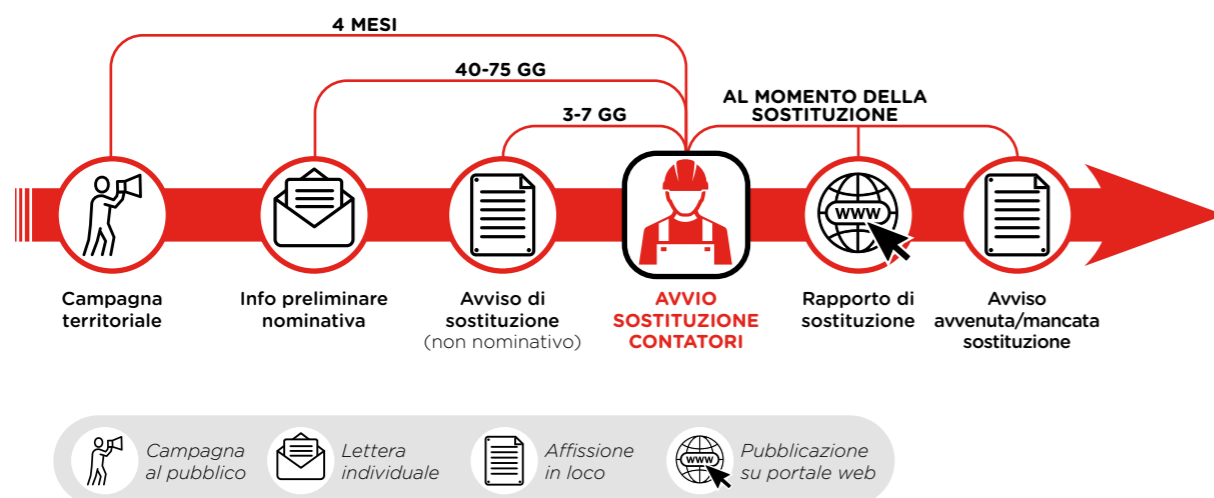 4 MESI
40-75 GG
3-7 GG
AL MOMENTO DELLA
SOSTITUZIONE
WWW
Campagna
territoriale
Info preliminare
nominativa
Avviso di
sostituzione
(non nominativo)
AVVIO
SOSTITUZIONE
CONTATORI
Rapporto di
sostituzione
Avviso
avvenuta/mancata
sostituzione
Campagna
al pubblico
Lettera
individuale
Affissione
in loco
WWW
Pubblicazione
su portale web